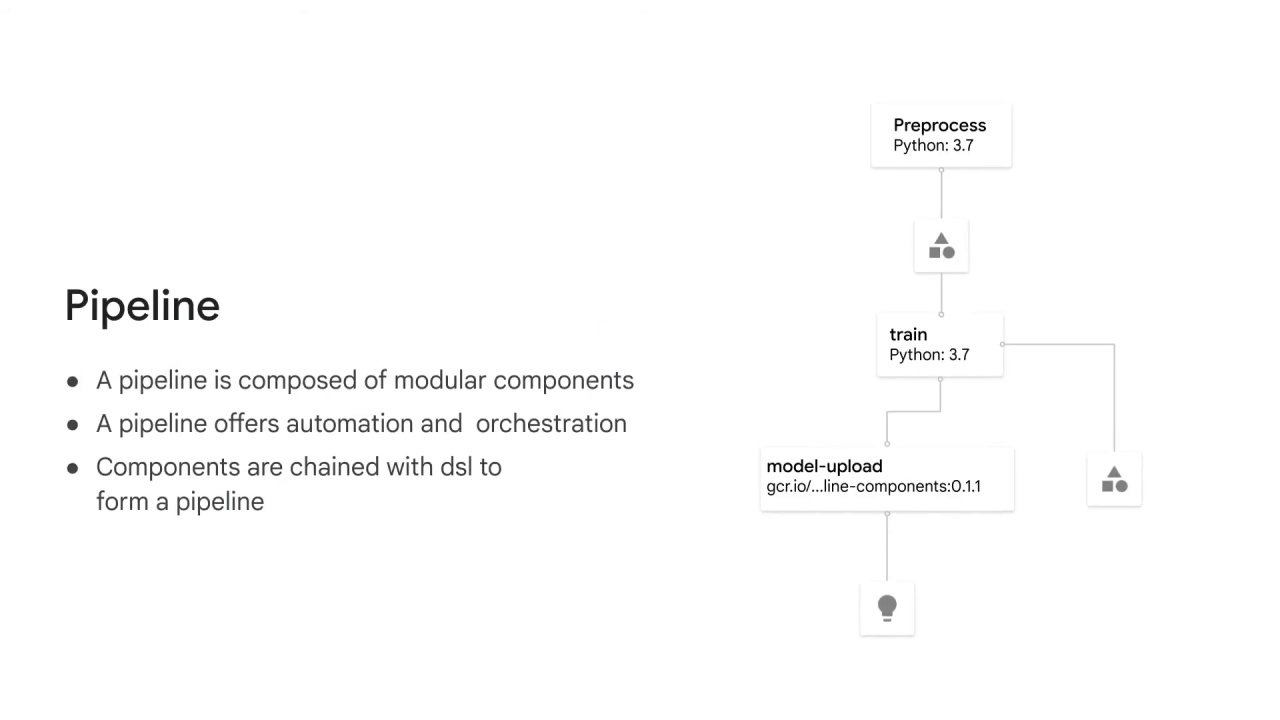 Pipeline
● A pipeline is composed of modular components
● A pipeline offers automation and  orchestration
● Components are chained with dsl to
form a pipeline
Preprocess
Python: 3.7
train
Python: 3.7
model-upload
gcr.io/...line-components:0.1.1